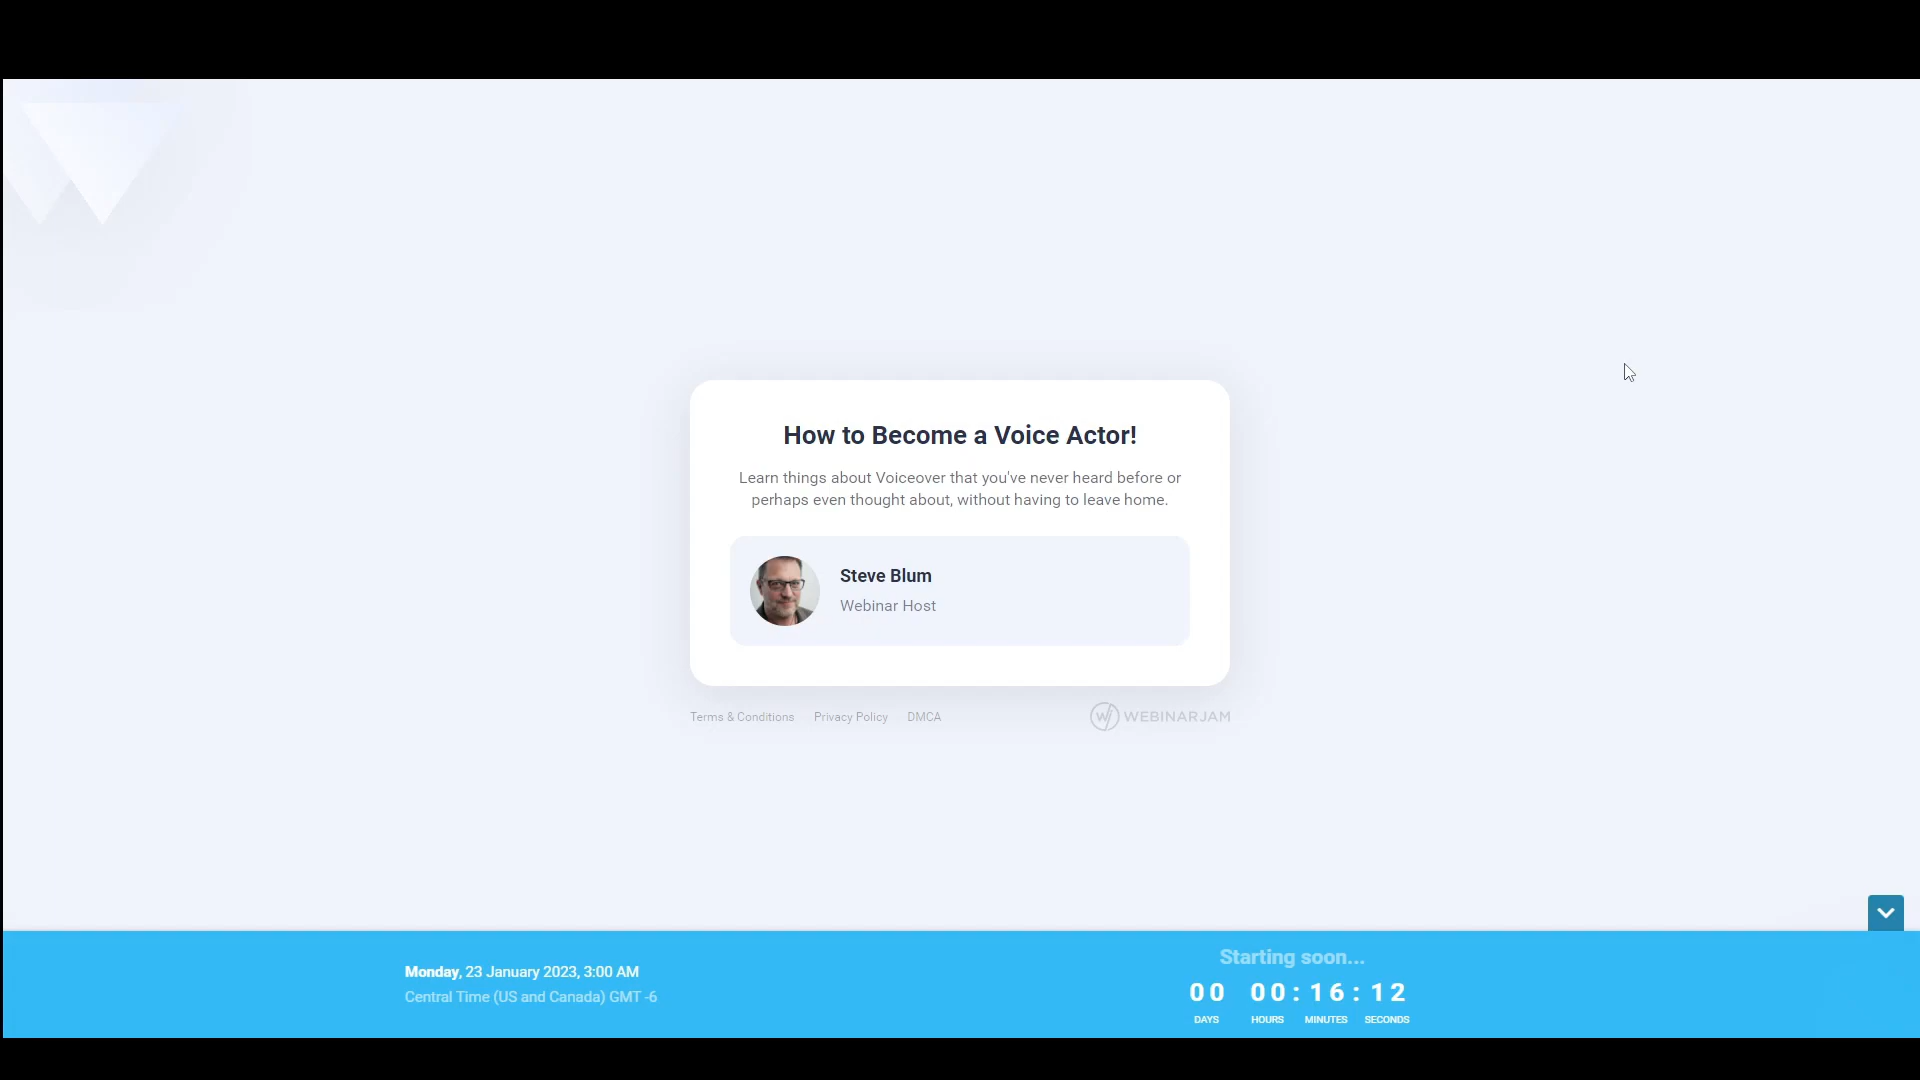 How to Become a Voice Actor!
Learn things about Voiceover that you've never heard before or
perhaps even thought about, without having to leave home.
Steve Blum
Webinar Host
Terms & Conditions Privacy Policy DMCA
WEBINARJAM
Monday, 23 January 2023, 3:00 AM
Central Time (US and Canada) GMT -6
Starting soon...
00 00:16:12
DAYS HOURS MINUTES SECONDS